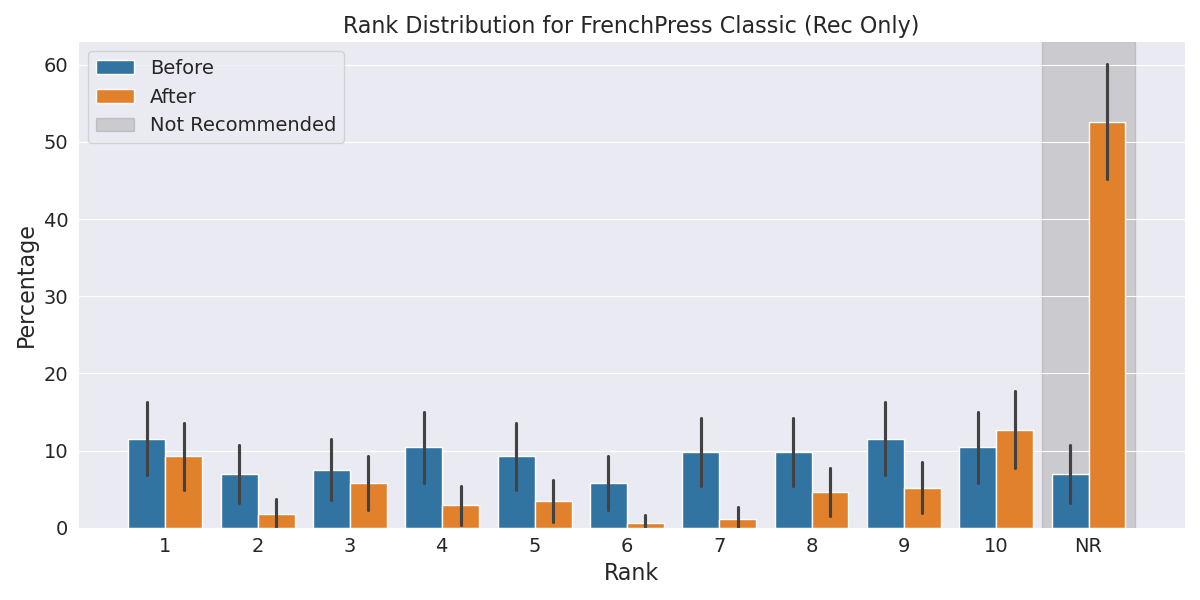 Rank Distribution for FrenchPress Classic (Rec Only)
Before
After
Not Recommended
60
50
40
30
20
10
0
Percentage
1 2 3 4 5 6 7 8 9 10 NR
Rank